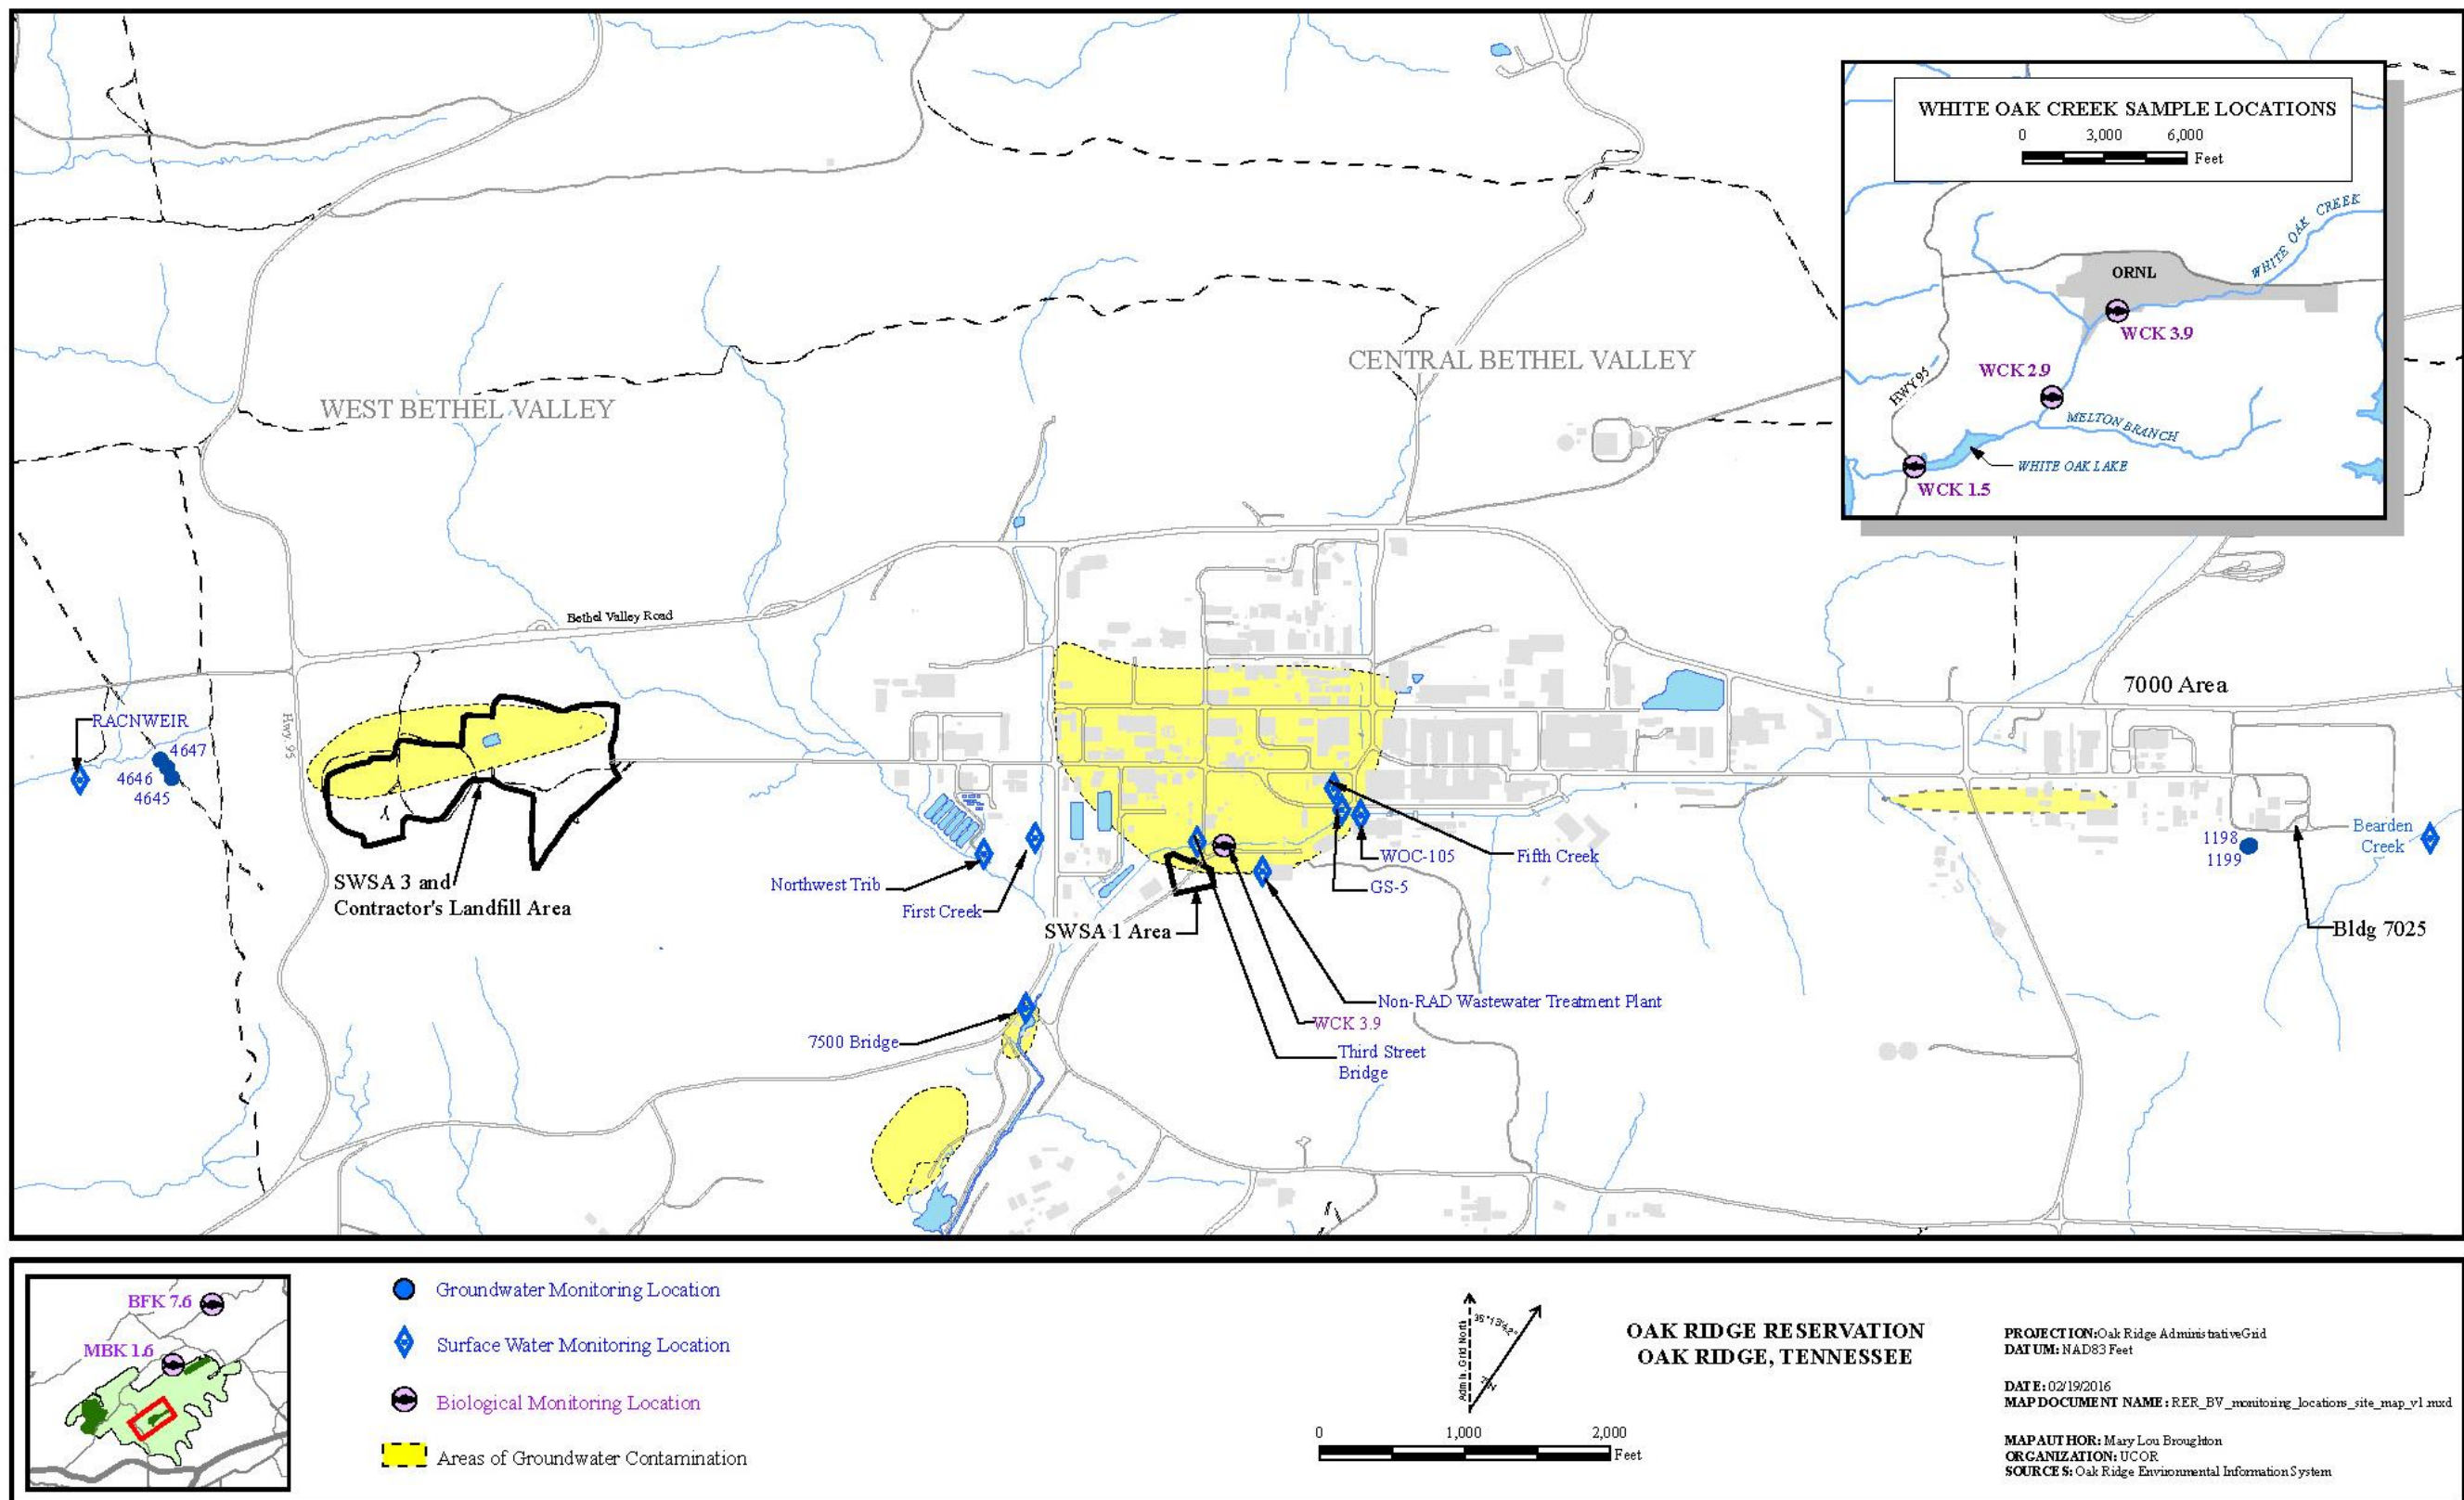 WHITE OAK CREEK SAMPLE LOCATIONS
0 3,000 6,000
Feet
WHITE OAK CREEK
ORNL
WCK 3.9
WCK 2.9
HWY 95
MELTON BRANCH
WHITE OAK LAKE
WCK 1.5
CENTRAL BETHEL VALLEY
WEST BETHEL VALLEY
Bethel Valley Road
7000 Area
RACNWEIR
4647
4646
4645
Hwy. 95
SWSA 3 and
Contractor's Landfill Area
Northwest Trib
First Creek
SWSA 1 Area
WOC-105
Fifth Creek
GS-5
1198
1199
Bearden
Creek
Bldg 7025
Non-RAD Wastewater Treatment Plant
WCK 3.9
7500 Bridge
Third Street
Bridge
BFK 7.6
MBK 1.6
Groundwater Monitoring Location
Surface Water Monitoring Location
Biological Monitoring Location
Areas of Groundwater Contamination
Admin. Grid North
0 1,000 2,000
Feet
OAK RIDGE RESERVATION
OAK RIDGE, TENNESSEE
PROJECTION:Oak Ridge AdministrativeGrid
DATUM: NAD83 Feet
DATE: 02/19/2016
MAP DOCUMENT NAME: RER_BV_monitoring_locations_site_map_v1.mxd
MAP AUTHOR: Mary Lou Broughton
ORGANIZATION: UCOR
SOURCES: Oak Ridge Environmental Information System